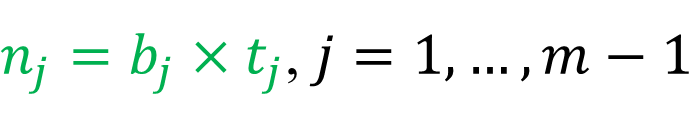 n_j = b_j × t_j, j = 1, … , m − 1